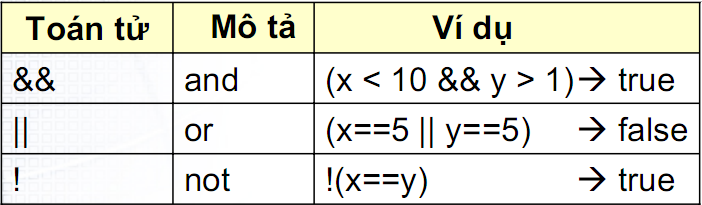 Toán tử Mô tả Ví dụ
&& and (x < 10 && y > 1)→ true
|| or (x==5 || y==5) → false
! not !(x==y) → true